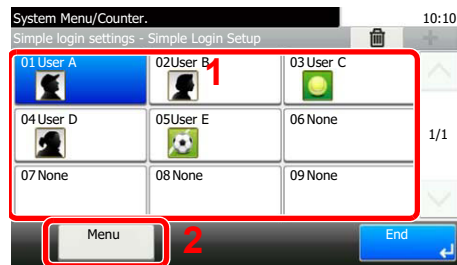 System Menu/Counter. 10:10
Simple login settings - Simple Login Setup
01 User A 02User B 03 User C
1
04 User D 05User E 06 None
1/1
07 None 08 None 09 None
Menu 2 End